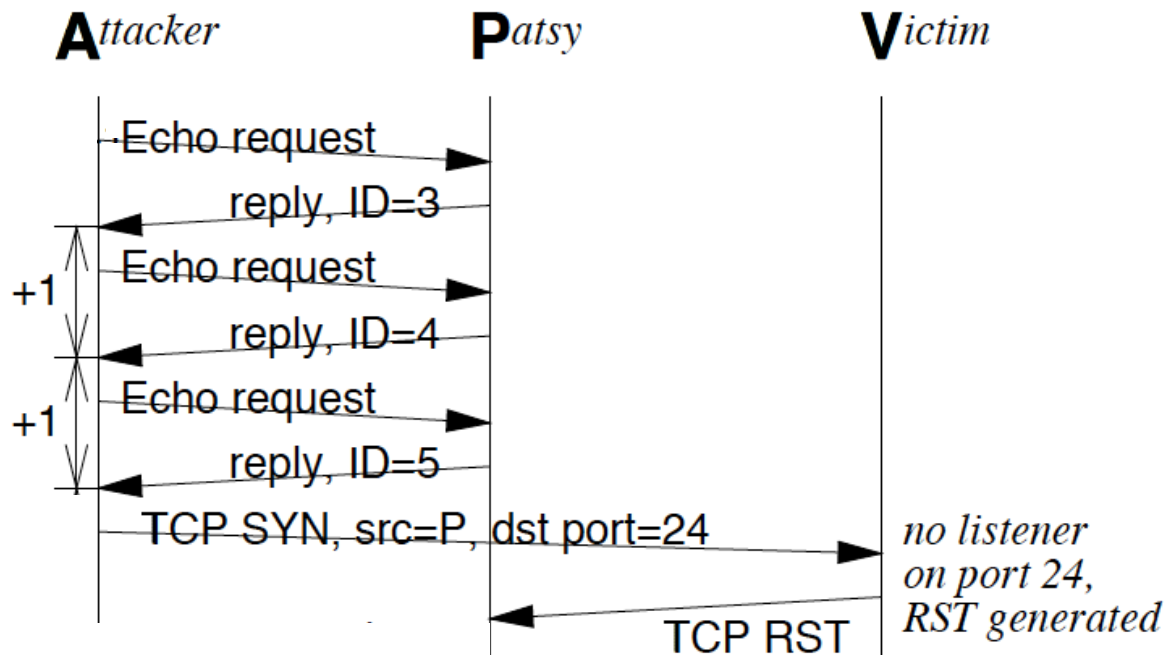 Attacker Patsy Victim
Echo request
reply, ID=3
+1
Echo request
reply, ID=4
+1
Echo request
reply, ID=5
TCP SYN, src=P, dst port=24
no listener
on port 24,
RST generated
TCP RST